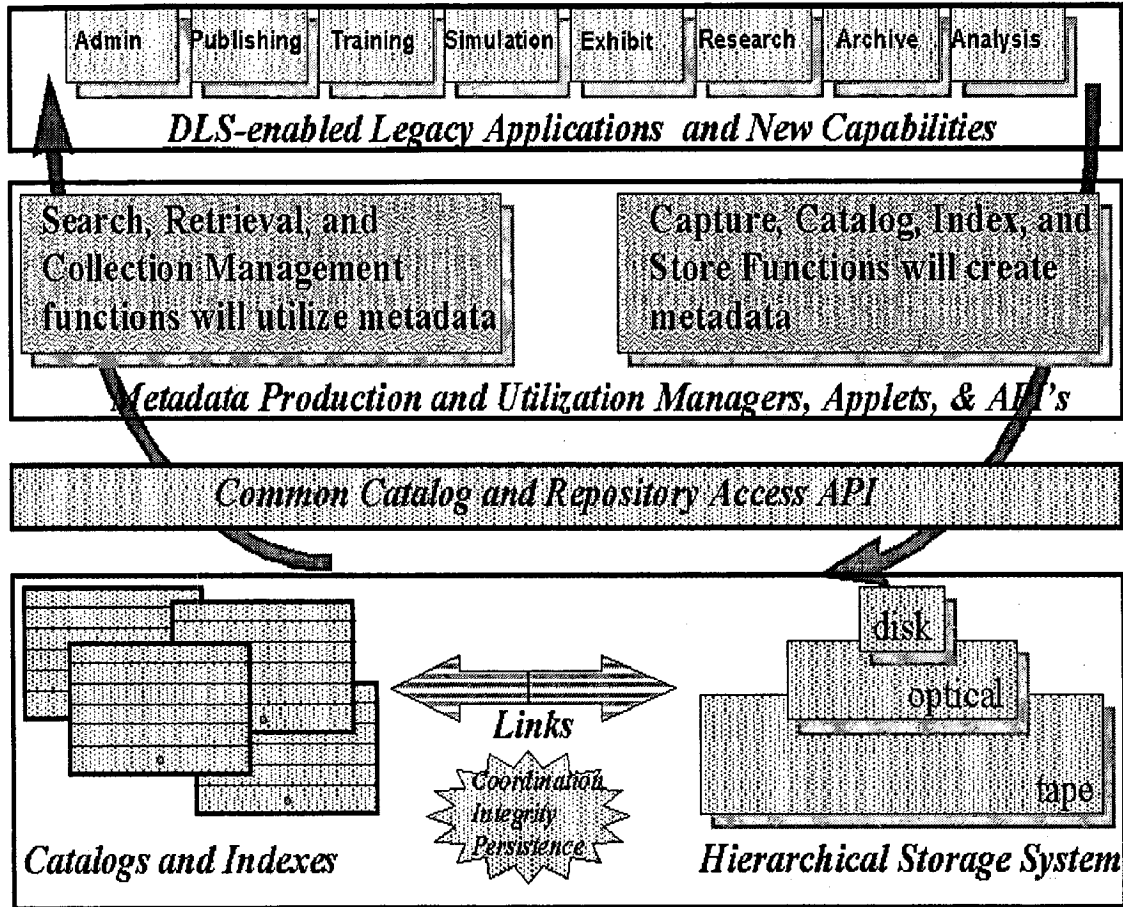 Admin Publishing Training Simulation Exhibit Research Archive Analysis
DLS-enabled Legacy Applications and New Capabilities
Search, Retrieval, and
Collection Management
functions will utilize metadata
Capture, Catalog, Index, and
Store Functions will create
metadata
Metadata Production and Utilization Managers, Applets, & API's
Common Catalog and Repository Access API
disk
optical
tape
Links
Coordination
Integrity
Persistence
Catalogs and Indexes
Hierarchical Storage System